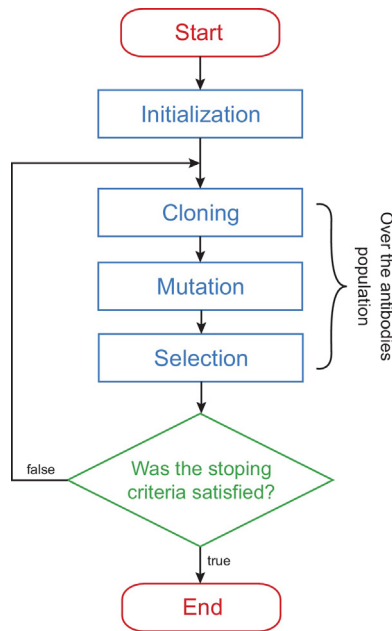 Start
Initialization
Cloning
Mutation
Selection
Over the antibodies
population
Was the stoping
criteria satisfied?
false
true
End